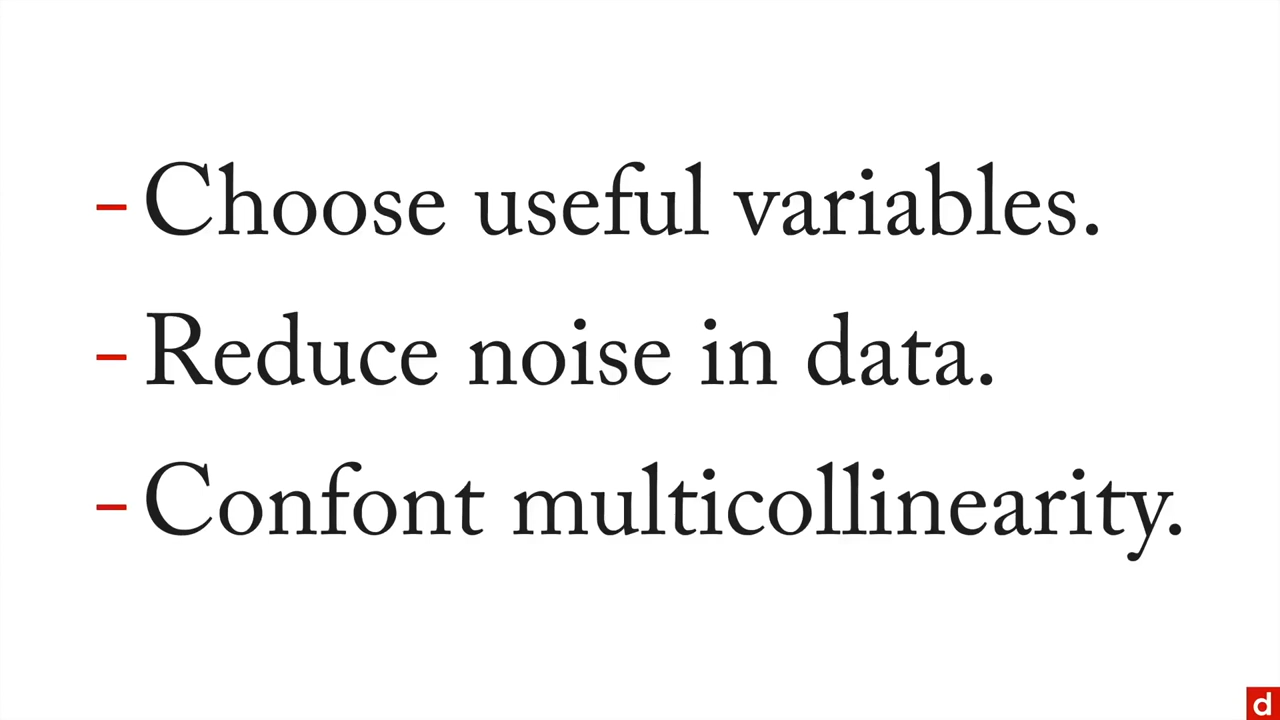 - Choose useful variables.
- Reduce noise in data.
- Confont multicollinearity.
d